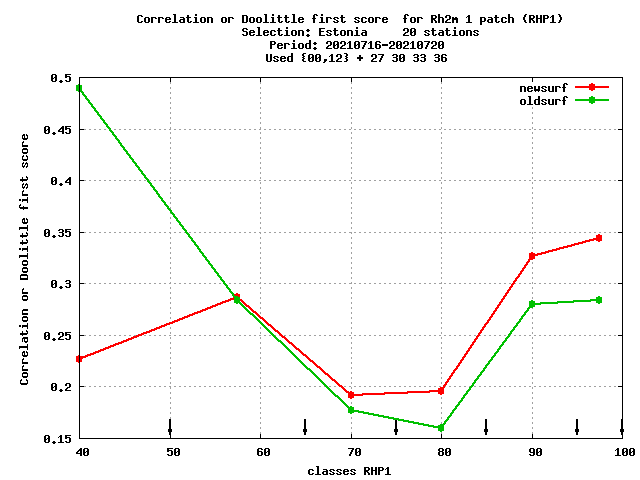 Correlation or Doolittle first score  for Rh2m 1 patch (RHP1)
Selection: Estonia     20 stations
Period: 20210716-20210720
Used {00,12} + 27 30 33 36
newsurf
oldsurf
0.5
0.45
0.4
0.35
0.3
0.25
0.2
0.15
Correlation or Doolittle first score
40 50 60 70 80 90 100
classes RHP1